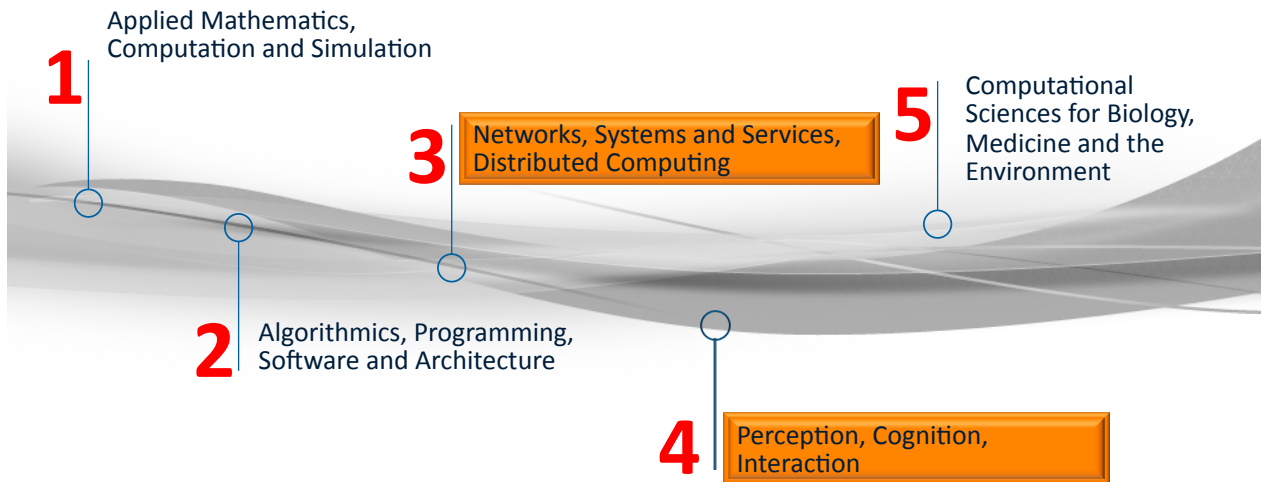 1
Applied Mathematics,
Computation and Simulation
2
Algorithmics, Programming,
Software and Architecture
3
Networks, Systems and Services,
Distributed Computing
4
Perception, Cognition,
Interaction
5
Computational
Sciences for Biology,
Medicine and the
Environment